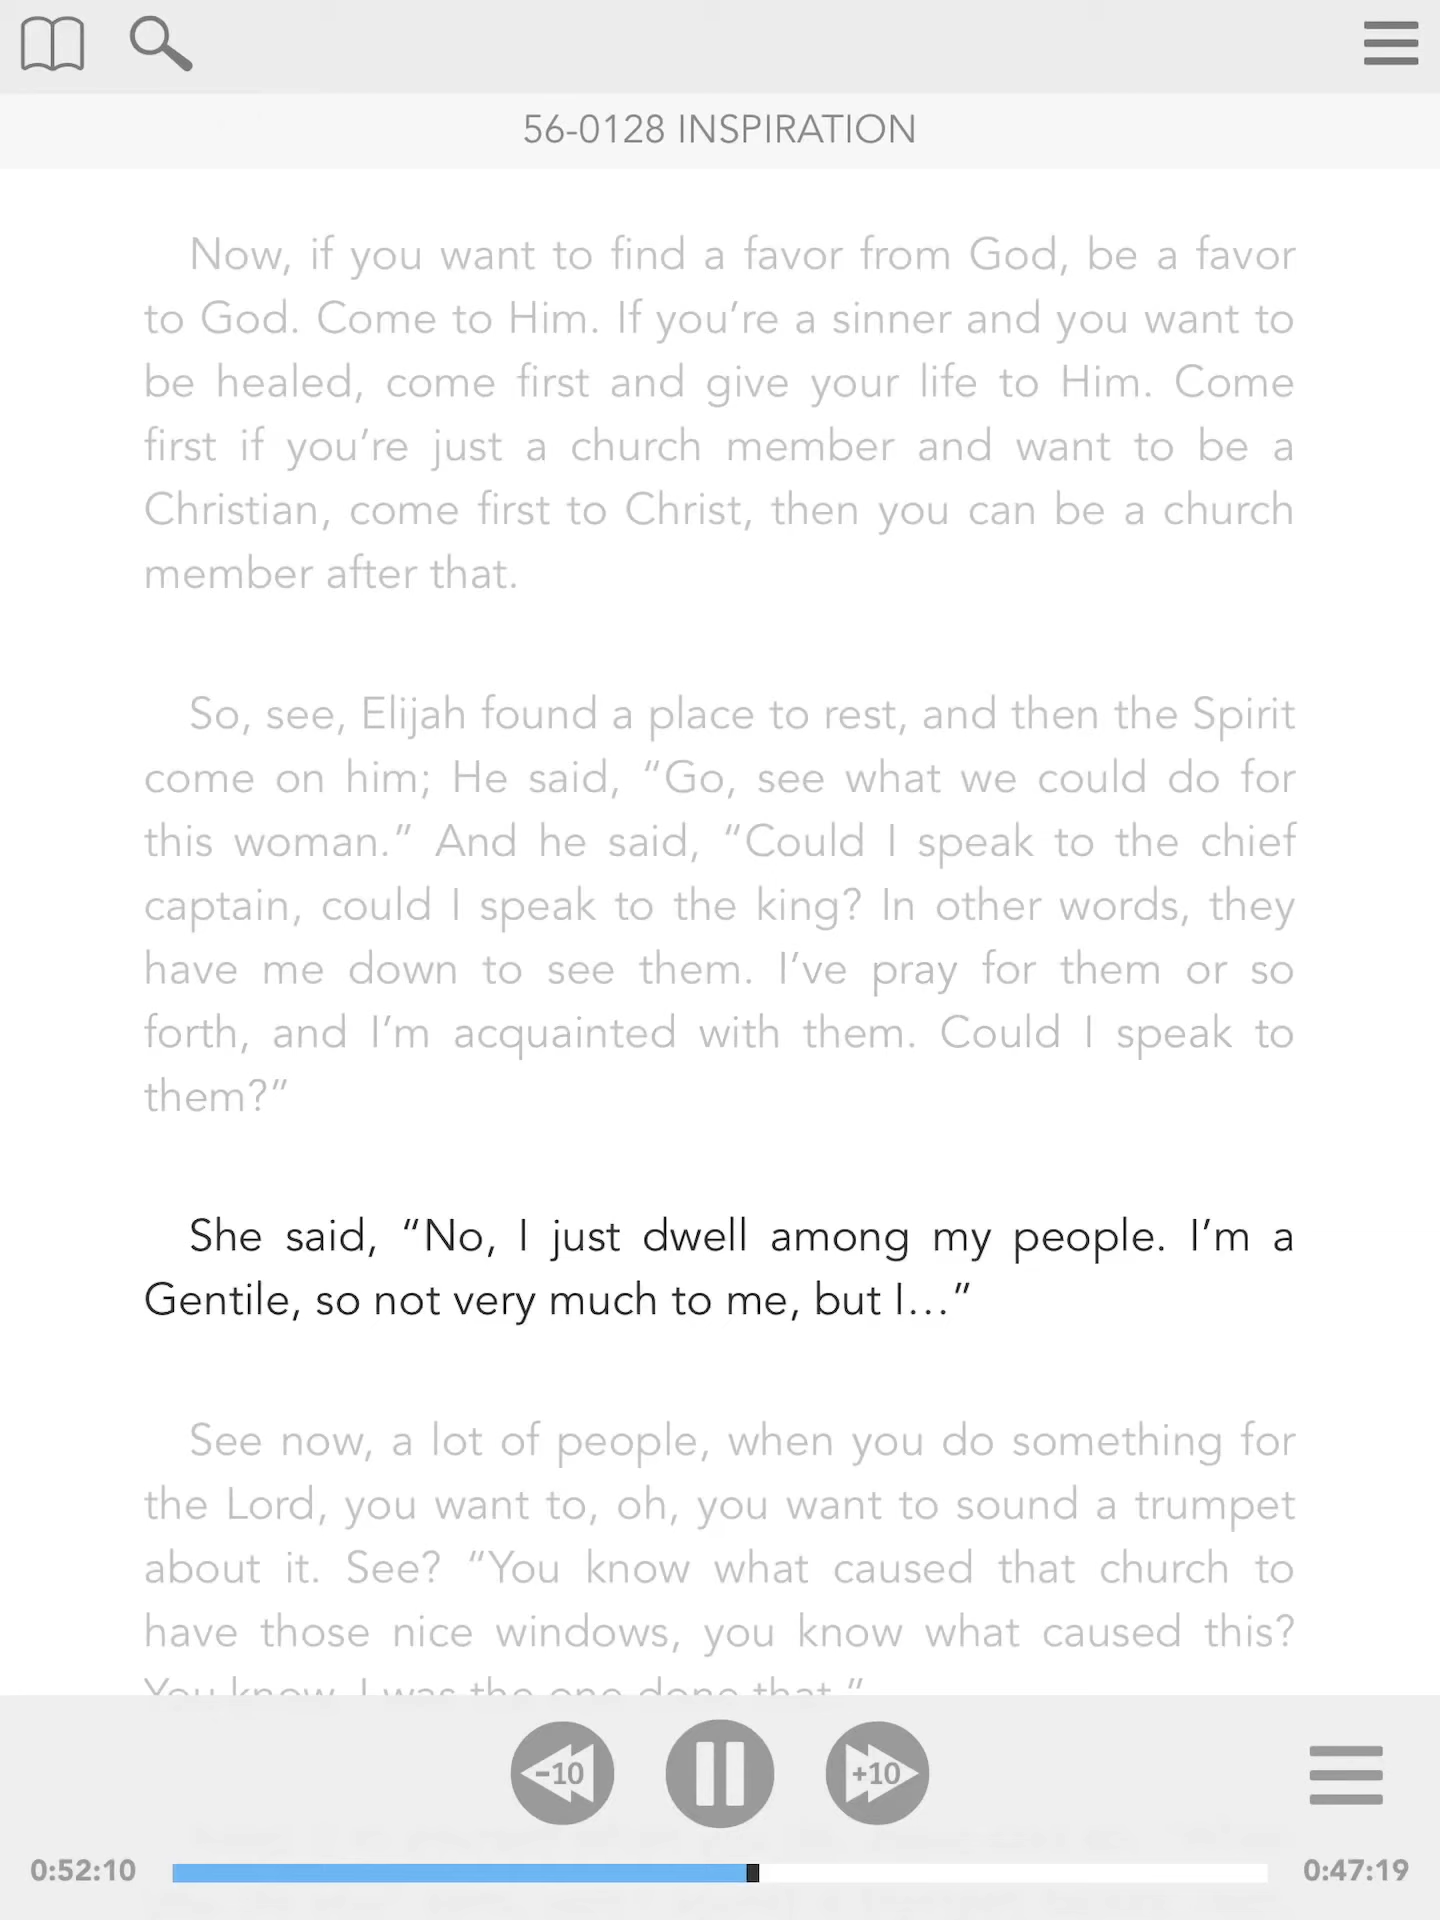 56-0128 INSPIRATION
Now, if you want to find a favor from God, be a favor
to God. Come to Him. If you’re a sinner and you want to
be healed, come first and give your life to Him. Come
first if you’re just a church member and want to be a
Christian, come first to Christ, then you can be a church
member after that.
So, see, Elijah found a place to rest, and then the Spirit
come on him; He said, “Go, see what we could do for
this woman.” And he said, “Could I speak to the chief
captain, could I speak to the king? In other words, they
have me down to see them. I’ve pray for them or so
forth, and I’m acquainted with them. Could I speak to
them?”
She said, “No, I just dwell among my people. I’m a
Gentile, so not very much to me, but I…”
See now, a lot of people, when you do something for
the Lord, you want to, oh, you want to sound a trumpet
about it. See? “You know what caused that church to
have those nice windows, you know what caused this?
You know, I was the one done that.”
-10 +10
0:52:10 0:47:19